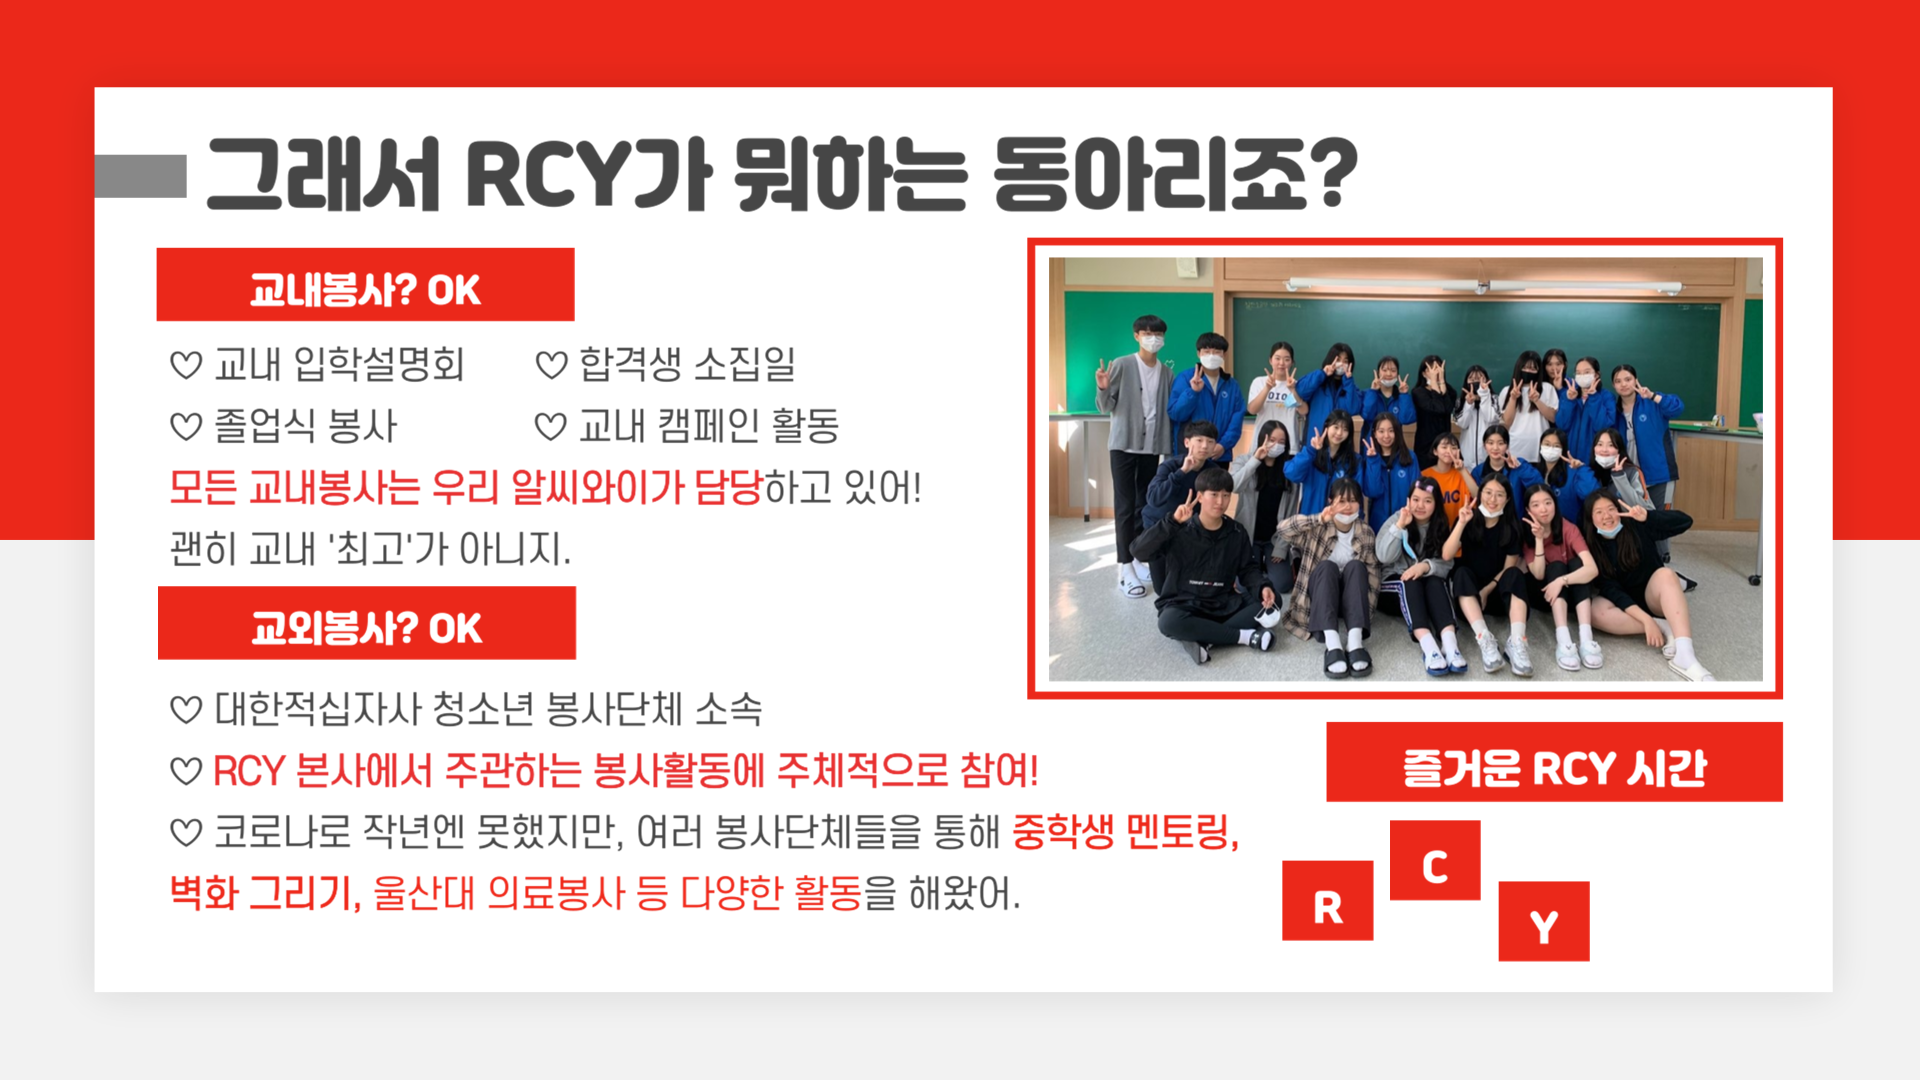 그래서 RCY가 뭐하는 동아리죠?
교내봉사? OK
♡ 교내 입학설명회 ♡ 합격생 소집일
♡ 졸업식 봉사 ♡ 교내 캠페인 활동
모든 교내봉사는 우리 알씨와이가 담당하고 있어!
괜히 교내 '최고'가 아니지.
교외봉사? OK
♡ 대한적십자사 청소년 봉사단체 소속
♡ RCY 본사에서 주관하는 봉사활동에 주체적으로 참여!
♡ 코로나로 작년엔 못했지만, 여러 봉사단체들을 통해 중학생 멘토링,
벽화 그리기, 울산대 의료봉사 등 다양한 활동을 해왔어.
즐거운 RCY 시간
R
C
Y